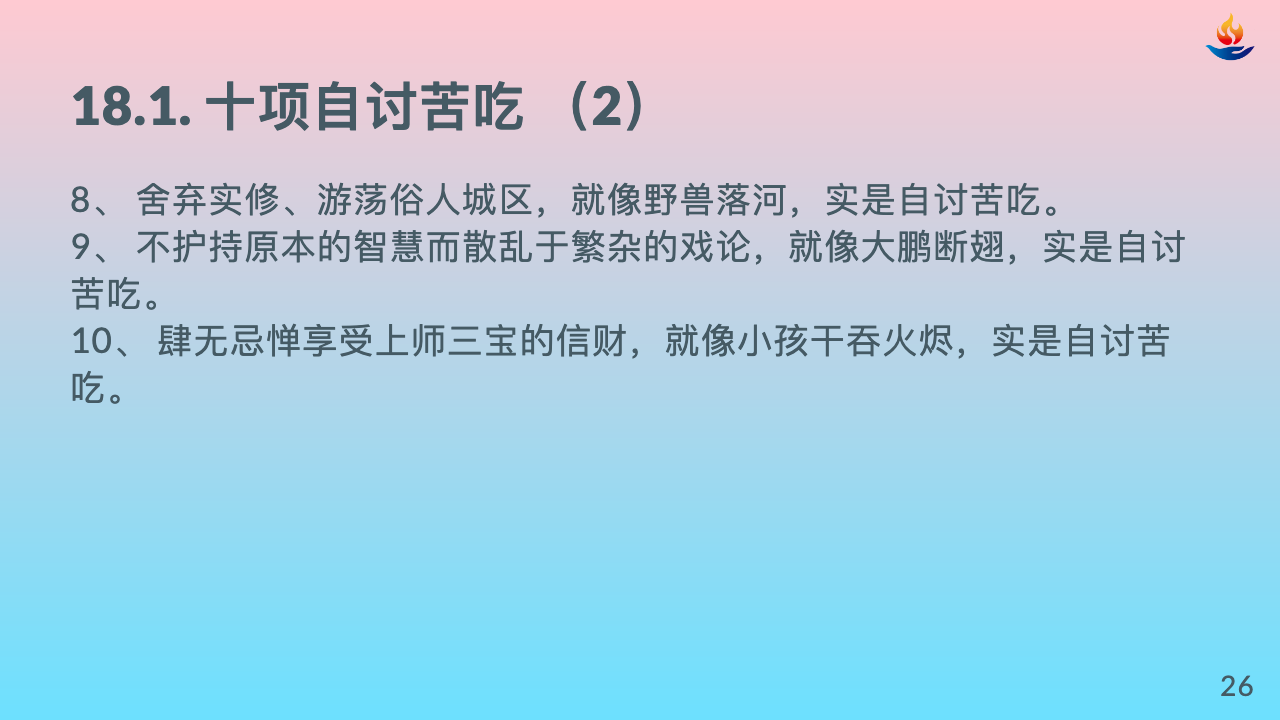 18.1. 十项自讨苦吃 （2）
8、 舍弃实修、游荡俗人城区，就像野兽落河，实是自讨苦吃。
9、 不护持原本的智慧而散乱于繁杂的戏论，就像大鹏断翅，实是自讨
苦吃。
10、 肆无忌惮享受上师三宝的信财，就像小孩干吞火烬，实是自讨苦
吃。
26